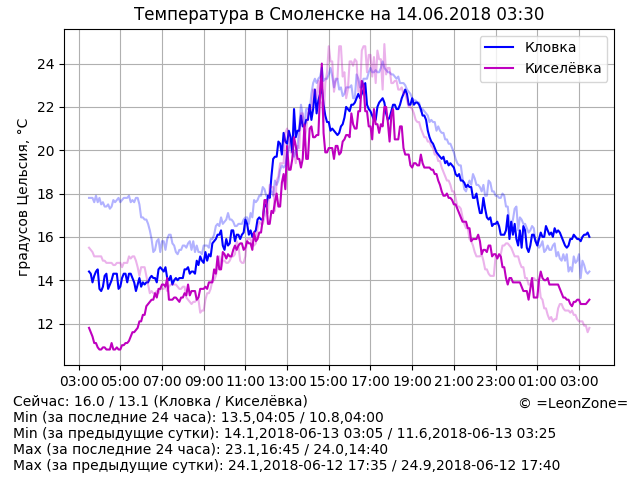 Температура в Смоленске на 14.06.2018 03:30
Кловка
Киселёвка
градусов Цельсия, °C
24
22
20
18
16
14
12
03:00 05:00 07:00 09:00 11:00 13:00 15:00 17:00 19:00 21:00 23:00 01:00 03:00
Сейчас: 16.0 / 13.1 (Кловка / Киселёвка)
© =LeonZone=
Min (за последние 24 часа): 13.5,04:05 / 10.8,04:00
Min (за предыдущие сутки): 14.1,2018-06-13 03:05 / 11.6,2018-06-13 03:25
Max (за последние 24 часа): 23.1,16:45 / 24.0,14:40
Max (за предыдущие сутки): 24.1,2018-06-12 17:35 / 24.9,2018-06-12 17:40